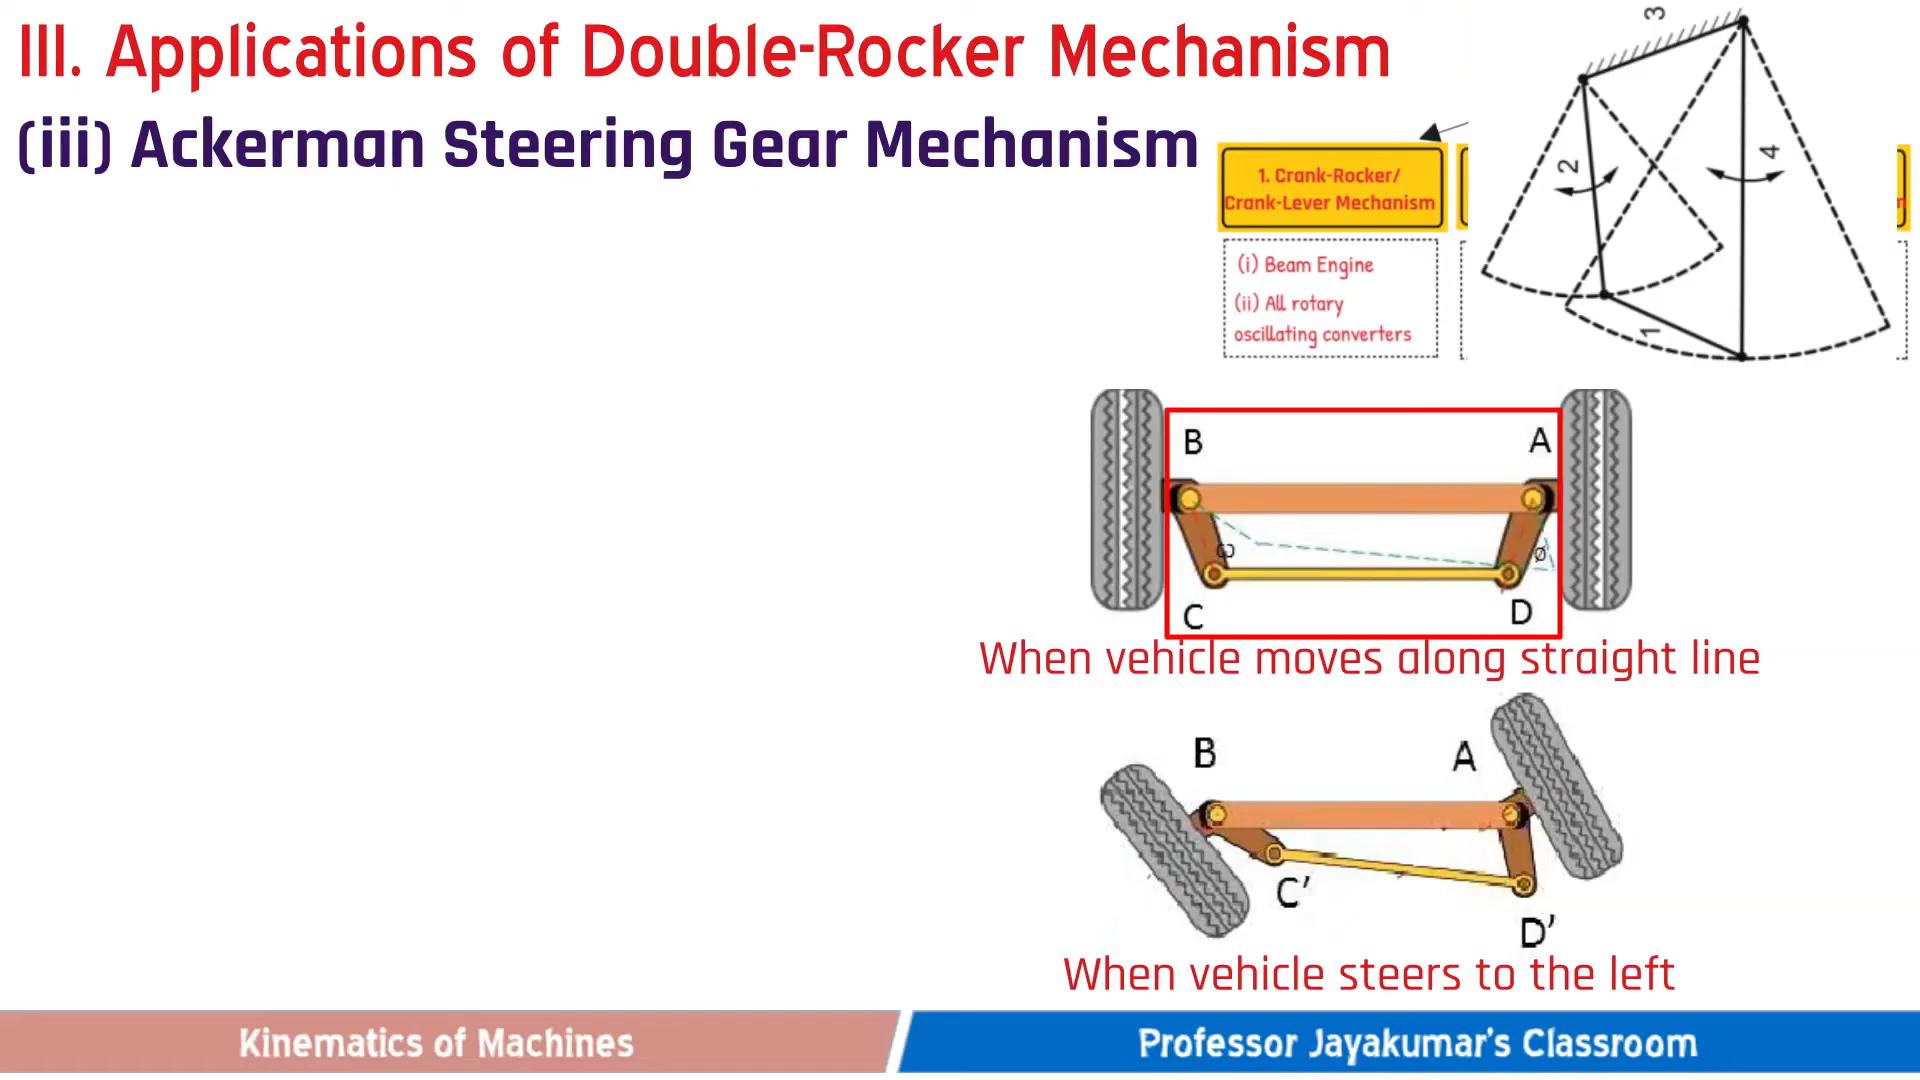 III. Applications of Double-Rocker Mechanism
(iii) Ackerman Steering Gear Mechanism
1. Crank-Rocker/
Crank-Lever Mechanism
(i) Beam Engine
(ii) All rotary
oscillating converters
3
2
4
1
B
A
ω
ø
C
D
When vehicle moves along straight line
B
A
C’
D’
When vehicle steers to the left
Kinematics of Machines
Professor Jayakumar's Classroom